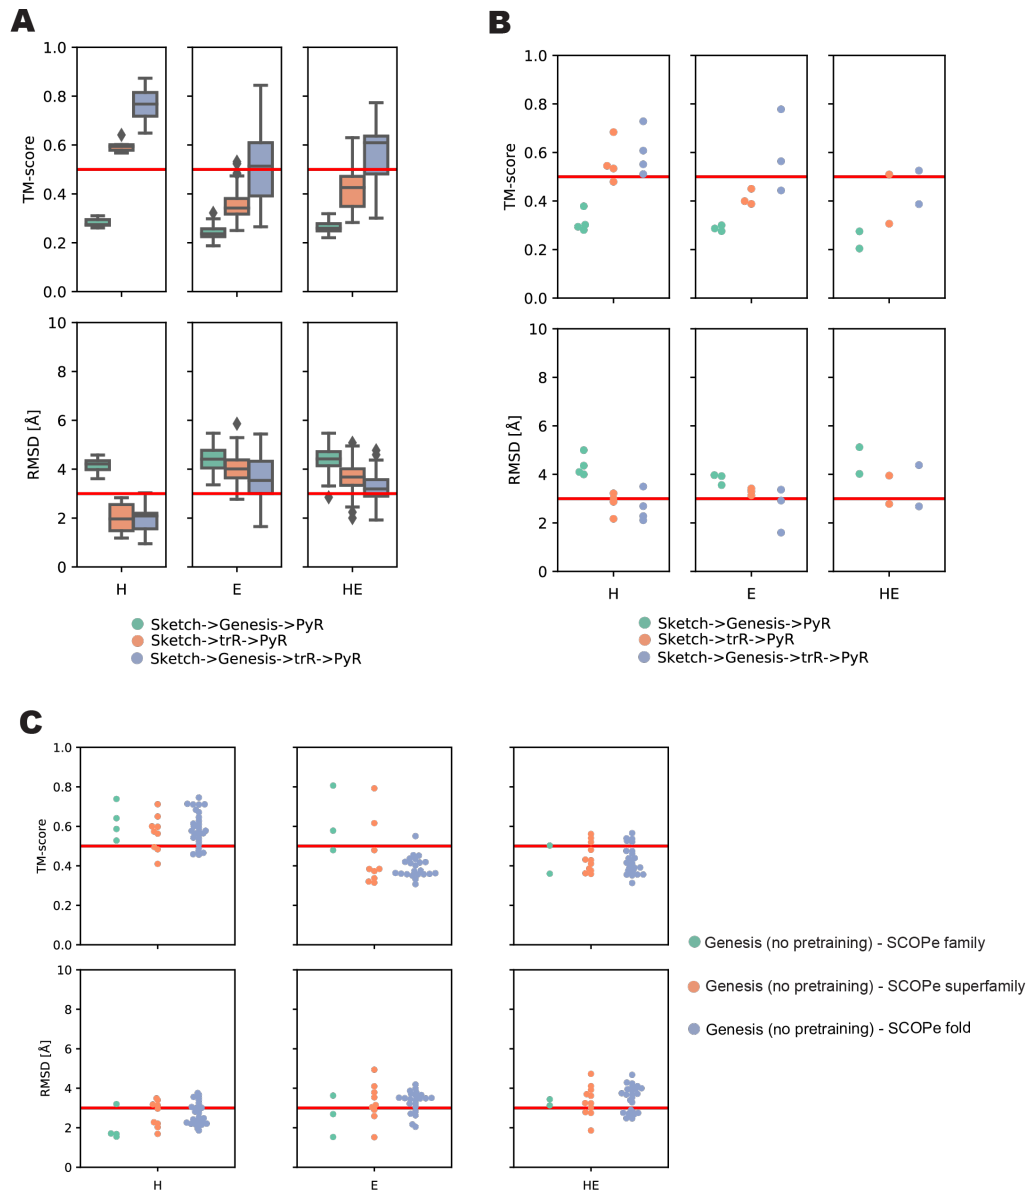 A
1.0
0.8
0.6
0.4
0.2
0.0
TM-score
10
8
6
4
2
0
RMSD [Å]
H
E
HE
Sketch->Genesis->PyR
Sketch->trR->PyR
Sketch->Genesis->trR->PyR
B
1.0
0.8
0.6
0.4
0.2
0.0
TM-score
10
8
6
4
2
0
RMSD [Å]
H
E
HE
Sketch->Genesis->PyR
Sketch->trR->PyR
Sketch->Genesis->trR->PyR
C
1.0
0.8
0.6
0.4
0.2
0.0
TM-score
10
8
6
4
2
0
RMSD [Å]
H
E
HE
Genesis (no pretraining) - SCOPe family
Genesis (no pretraining) - SCOPe superfamily
Genesis (no pretraining) - SCOPe fold